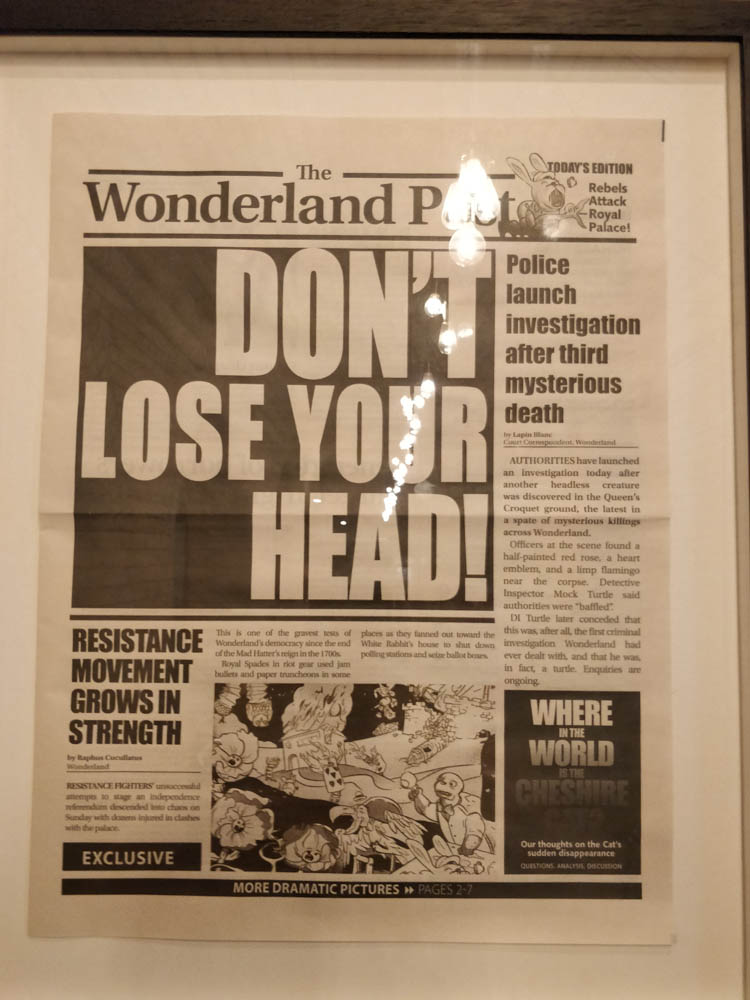 The
Wonderland Post
TODAY'S EDITION
Rebels
Attack
Royal
Palace!
DON'T
LOSE YOUR
HEAD!
Police
launch
investigation
after third
mysterious
death
by Lapin Blanc
Court Correspondent, Wonderland
AUTHORITIES have launched
an investigation today after
another headless creature
was discovered in the Queen's
Croquet ground, the latest in
a spate of mysterious killings
across Wonderland.
Officers at the scene found a
half-painted red rose, a heart
emblem, and a limp flamingo
near the corpse. Detective
Inspector Mock Turtle said
authorities were "baffled".
DI Turtle later conceded that
this was, after all, the first criminal
investigation Wonderland had
ever dealt with, and that he was,
in fact, a turtle. Enquiries are
ongoing.
RESISTANCE
MOVEMENT
GROWS IN
STRENGTH
by Raphus Cucullatus
Wonderland
RESISTANCE FIGHTERS' unsuccessful
attempts to stage an independence
referendum descended into chaos on
Sunday with dozens injured in clashes
with the palace.
EXCLUSIVE
This is one of the gravest tests of
Wonderland's democracy since the end
of the Mad Hatter's reign in the 1700s.
Royal Spades in riot gear used jam
bullets and paper truncheons in some
places as they fanned out toward the
White Rabbit's house to shut down
polling stations and seize ballot boxes.
WHERE
IN THE
WORLD
IS THE
CHESHIRE
Our thoughts on the Cat's
sudden disappearance
QUESTIONS. ANALYSIS. DISCUSSION
MORE DRAMATIC PICTURES PAGES 2-7